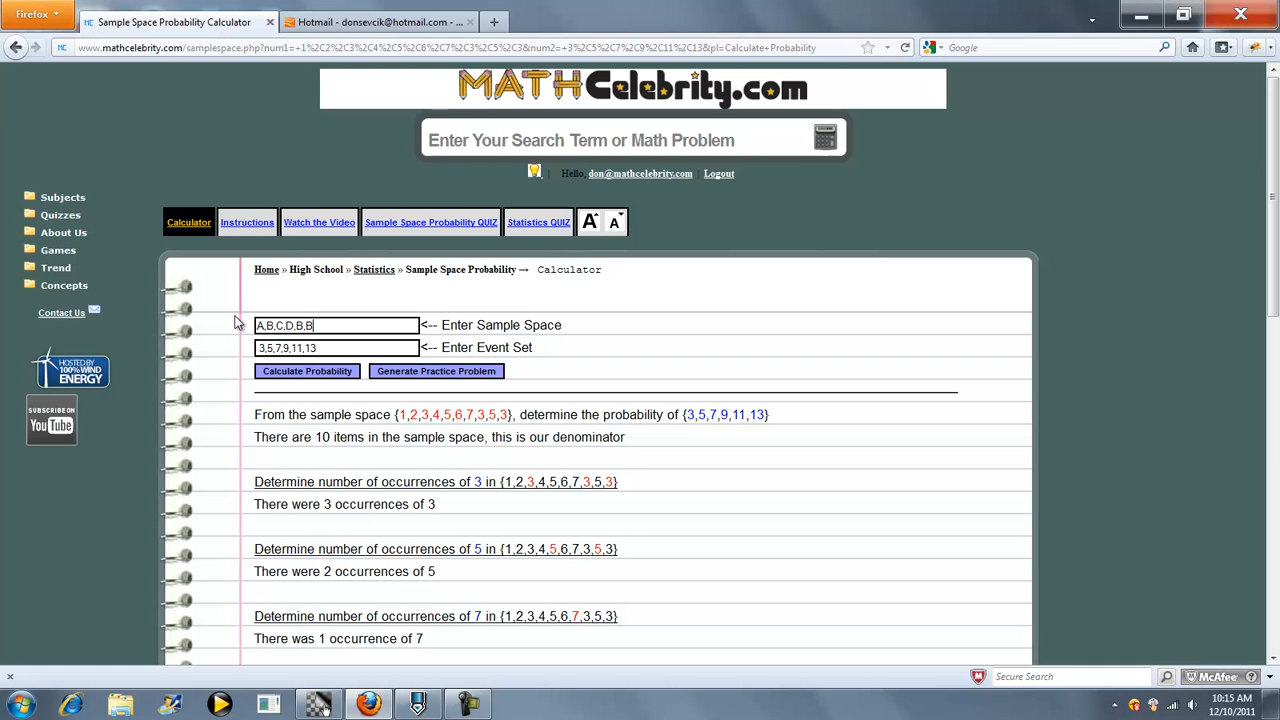 Firefox
Sample Space Probability Calculator
Hotmail - donsevcik@hotmail.com - ...
www.mathcelebrity.com/samplespace.php?num1=+1%2C2%2C3%2C4%2C5%2C6%2C7%2C3%2C5%2C3&num2=+3%2C5%2C7%2C9%2C11%2C13&pl=Calculate+Probability
Google
MATHCelebrity.com
Enter Your Search Term or Math Problem
| Hello, don@mathcelebrity.com | Logout
Subjects
Quizzes
About Us
Games
Trend
Concepts
Contact Us
HOSTED BY
100% WIND
ENERGY
SUBSCRIBE ON
YouTube
Calculator Instructions Watch the Video Sample Space Probability QUIZ Statistics QUIZ A A
Home » High School » Statistics » Sample Space Probability → Calculator
A,B,C,D,B,B <-- Enter Sample Space
3,5,7,9,11,13 <-- Enter Event Set
Calculate Probability Generate Practice Problem
From the sample space {1,2,3,4,5,6,7,3,5,3}, determine the probability of {3,5,7,9,11,13}
There are 10 items in the sample space, this is our denominator
Determine number of occurrences of 3 in {1,2,3,4,5,6,7,3,5,3}
There were 3 occurrences of 3
Determine number of occurrences of 5 in {1,2,3,4,5,6,7,3,5,3}
There were 2 occurrences of 5
Determine number of occurrences of 7 in {1,2,3,4,5,6,7,3,5,3}
There was 1 occurrence of 7
Secure Search
McAfee
10:15 AM
12/10/2011